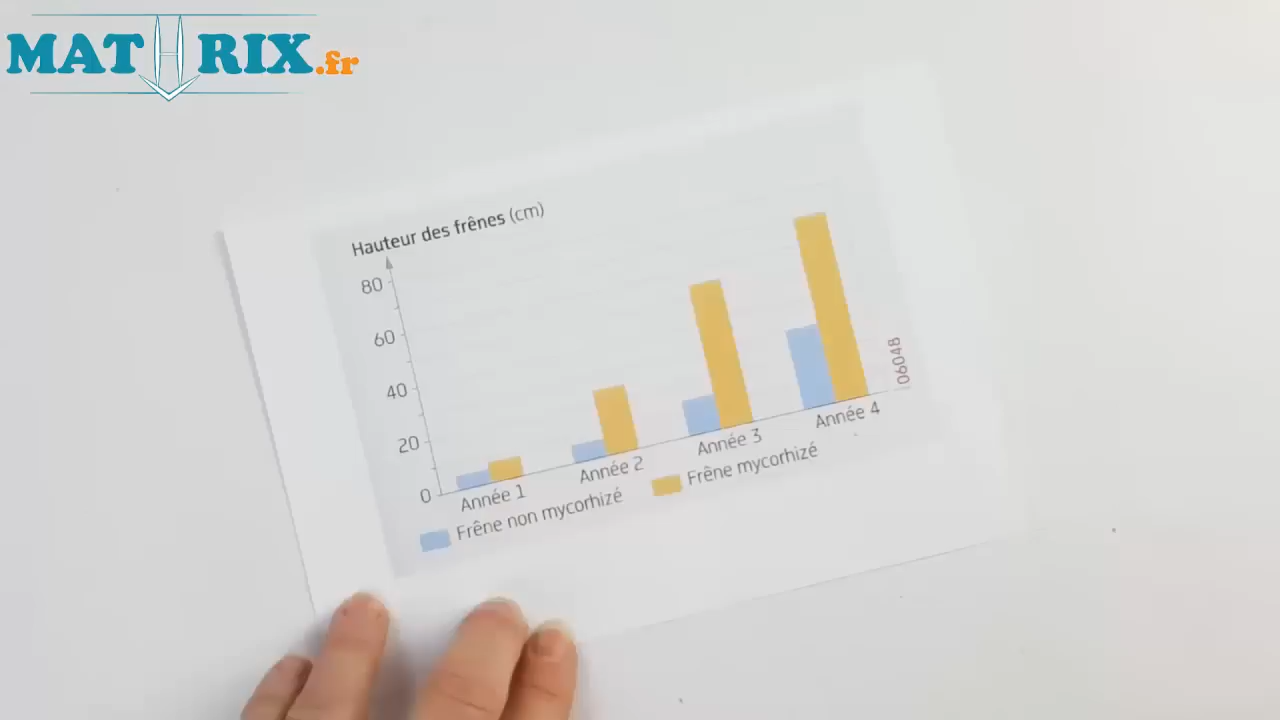 MATHRIX.fr
Hauteur des frênes (cm)
80
60
40
20
0
Année 1
Année 2
Année 3
Année 4
06048
Frêne non mycorhizé
Frêne mycorhizé